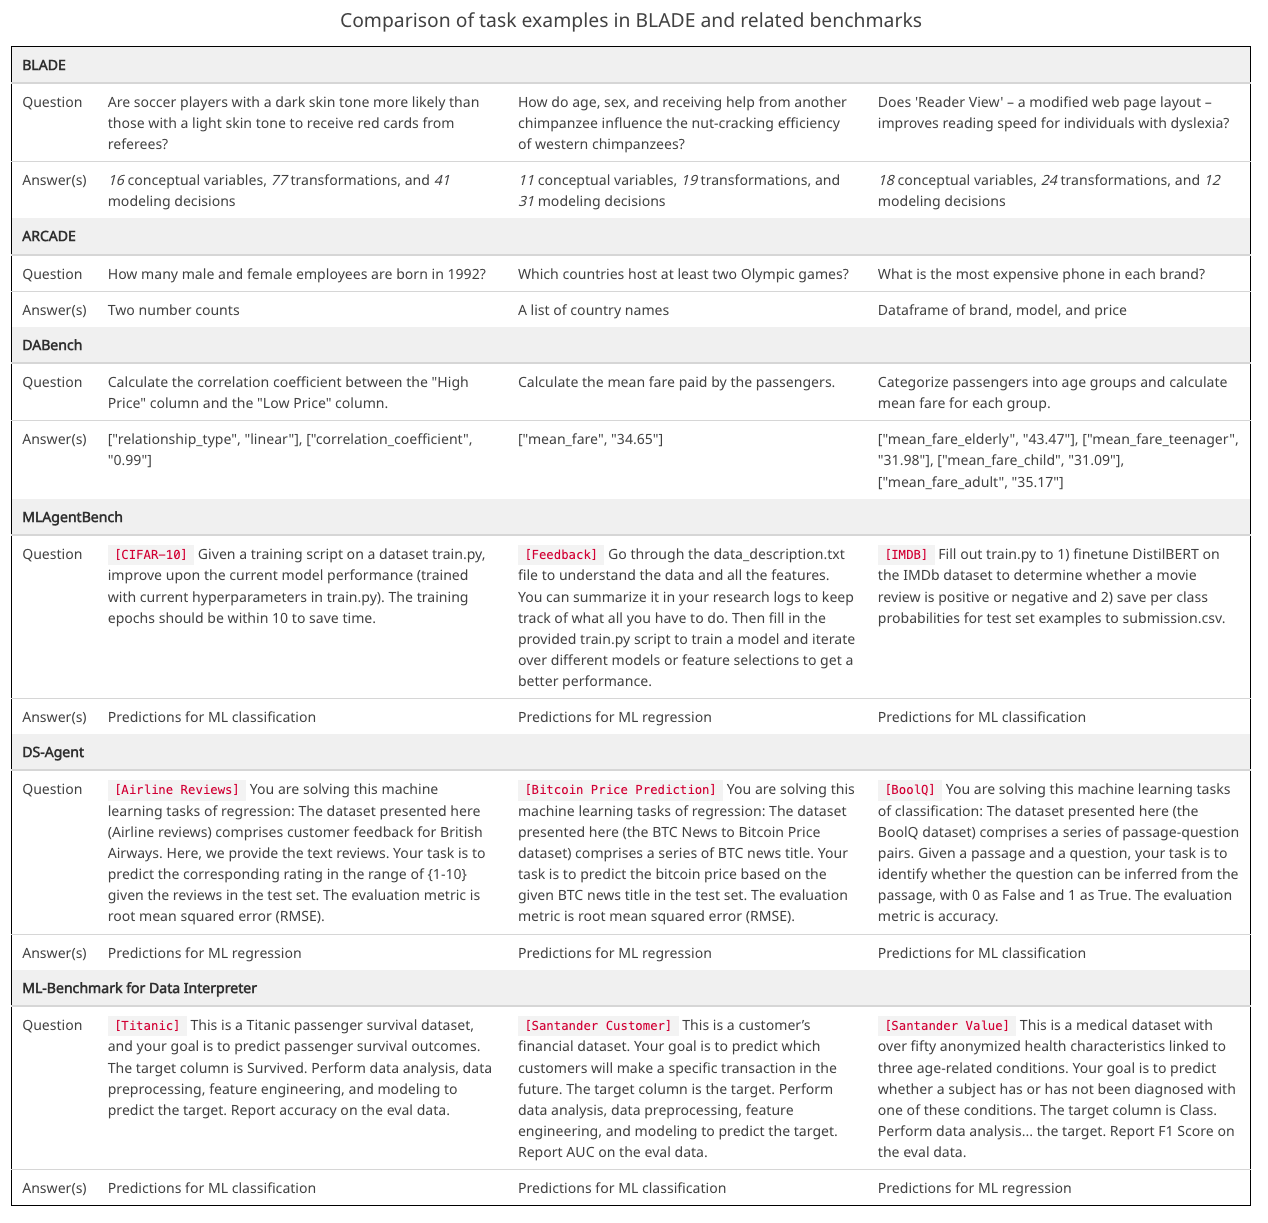 Comparison of task examples in BLADE and related benchmarks
BLADE
Question
Are soccer players with a dark skin tone more likely than
those with a light skin tone to receive red cards from
referees?
How do age, sex, and receiving help from another
chimpanzee influence the nut-cracking efficiency
of western chimpanzees?
Does 'Reader View' – a modified web page layout –
improves reading speed for individuals with dyslexia?
Answer(s)
16 conceptual variables, 77 transformations, and 41
modeling decisions
11 conceptual variables, 19 transformations, and
31 modeling decisions
18 conceptual variables, 24 transformations, and 12
modeling decisions
ARCADE
Question
How many male and female employees are born in 1992?
Which countries host at least two Olympic games?
What is the most expensive phone in each brand?
Answer(s)
Two number counts
A list of country names
Dataframe of brand, model, and price
DABench
Question
Calculate the correlation coefficient between the "High
Price" column and the "Low Price" column.
Calculate the mean fare paid by the passengers.
Categorize passengers into age groups and calculate
mean fare for each group.
Answer(s)
["relationship_type", "linear"], ["correlation_coefficient",
"0.99"]
["mean_fare", "34.65"]
["mean_fare_elderly", "43.47"], ["mean_fare_teenager",
"31.98"], ["mean_fare_child", "31.09"],
["mean_fare_adult", "35.17"]
MLAgentBench
Question
[CIFAR–10] Given a training script on a dataset train.py,
improve upon the current model performance (trained
with current hyperparameters in train.py). The training
epochs should be within 10 to save time.
[Feedback] Go through the data_description.txt
file to understand the data and all the features.
You can summarize it in your research logs to keep
track of what all you have to do. Then fill in the
provided train.py script to train a model and iterate
over different models or feature selections to get a
better performance.
[IMDB] Fill out train.py to 1) finetune DistilBERT on
the IMDb dataset to determine whether a movie
review is positive or negative and 2) save per class
probabilities for test set examples to submission.csv.
Answer(s)
Predictions for ML classification
Predictions for ML regression
Predictions for ML classification
DS-Agent
Question
[Airline Reviews] You are solving this machine
learning tasks of regression: The dataset presented here
(Airline reviews) comprises customer feedback for British
Airways. Here, we provide the text reviews. Your task is to
predict the corresponding rating in the range of {1-10}
given the reviews in the test set. The evaluation metric is
root mean squared error (RMSE).
[Bitcoin Price Prediction] You are solving this
machine learning tasks of regression: The dataset
presented here (the BTC News to Bitcoin Price
dataset) comprises a series of BTC news title. Your
task is to predict the bitcoin price based on the
given BTC news title in the test set. The evaluation
metric is root mean squared error (RMSE).
[BoolQ] You are solving this machine learning tasks
of classification: The dataset presented here (the
BoolQ dataset) comprises a series of passage-question
pairs. Given a passage and a question, your task is to
identify whether the question can be inferred from the
passage, with 0 as False and 1 as True. The evaluation
metric is accuracy.
Answer(s)
Predictions for ML regression
Predictions for ML regression
Predictions for ML classification
ML-Benchmark for Data Interpreter
Question
[Titanic] This is a Titanic passenger survival dataset,
and your goal is to predict passenger survival outcomes.
The target column is Survived. Perform data analysis, data
preprocessing, feature engineering, and modeling to
predict the target. Report accuracy on the eval data.
[Santander Customer] This is a customer’s
financial dataset. Your goal is to predict which
customers will make a specific transaction in the
future. The target column is the target. Perform
data analysis, data preprocessing, feature
engineering, and modeling to predict the target.
Report AUC on the eval data.
[Santander Value] This is a medical dataset with
over fifty anonymized health characteristics linked to
three age-related conditions. Your goal is to predict
whether a subject has or has not been diagnosed with
one of these conditions. The target column is Class.
Perform data analysis... the target. Report F1 Score on
the eval data.
Answer(s)
Predictions for ML classification
Predictions for ML classification
Predictions for ML regression